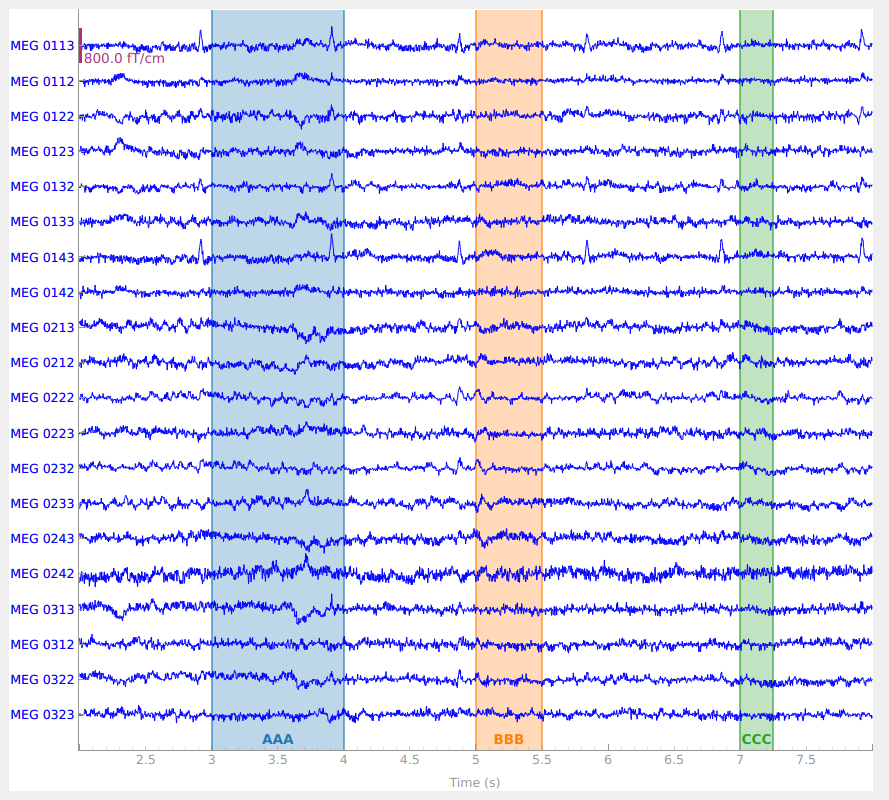 MEG 0113
800.0 fT/cm
MEG 0112
MEG 0122
MEG 0123
MEG 0132
MEG 0133
MEG 0143
MEG 0142
MEG 0213
MEG 0212
MEG 0222
MEG 0223
MEG 0232
MEG 0233
MEG 0243
MEG 0242
MEG 0313
MEG 0312
MEG 0322
MEG 0323
AAA BBB CCC
2.5 3 3.5 4 4.5 5 5.5 6 6.5 7 7.5
Time (s)